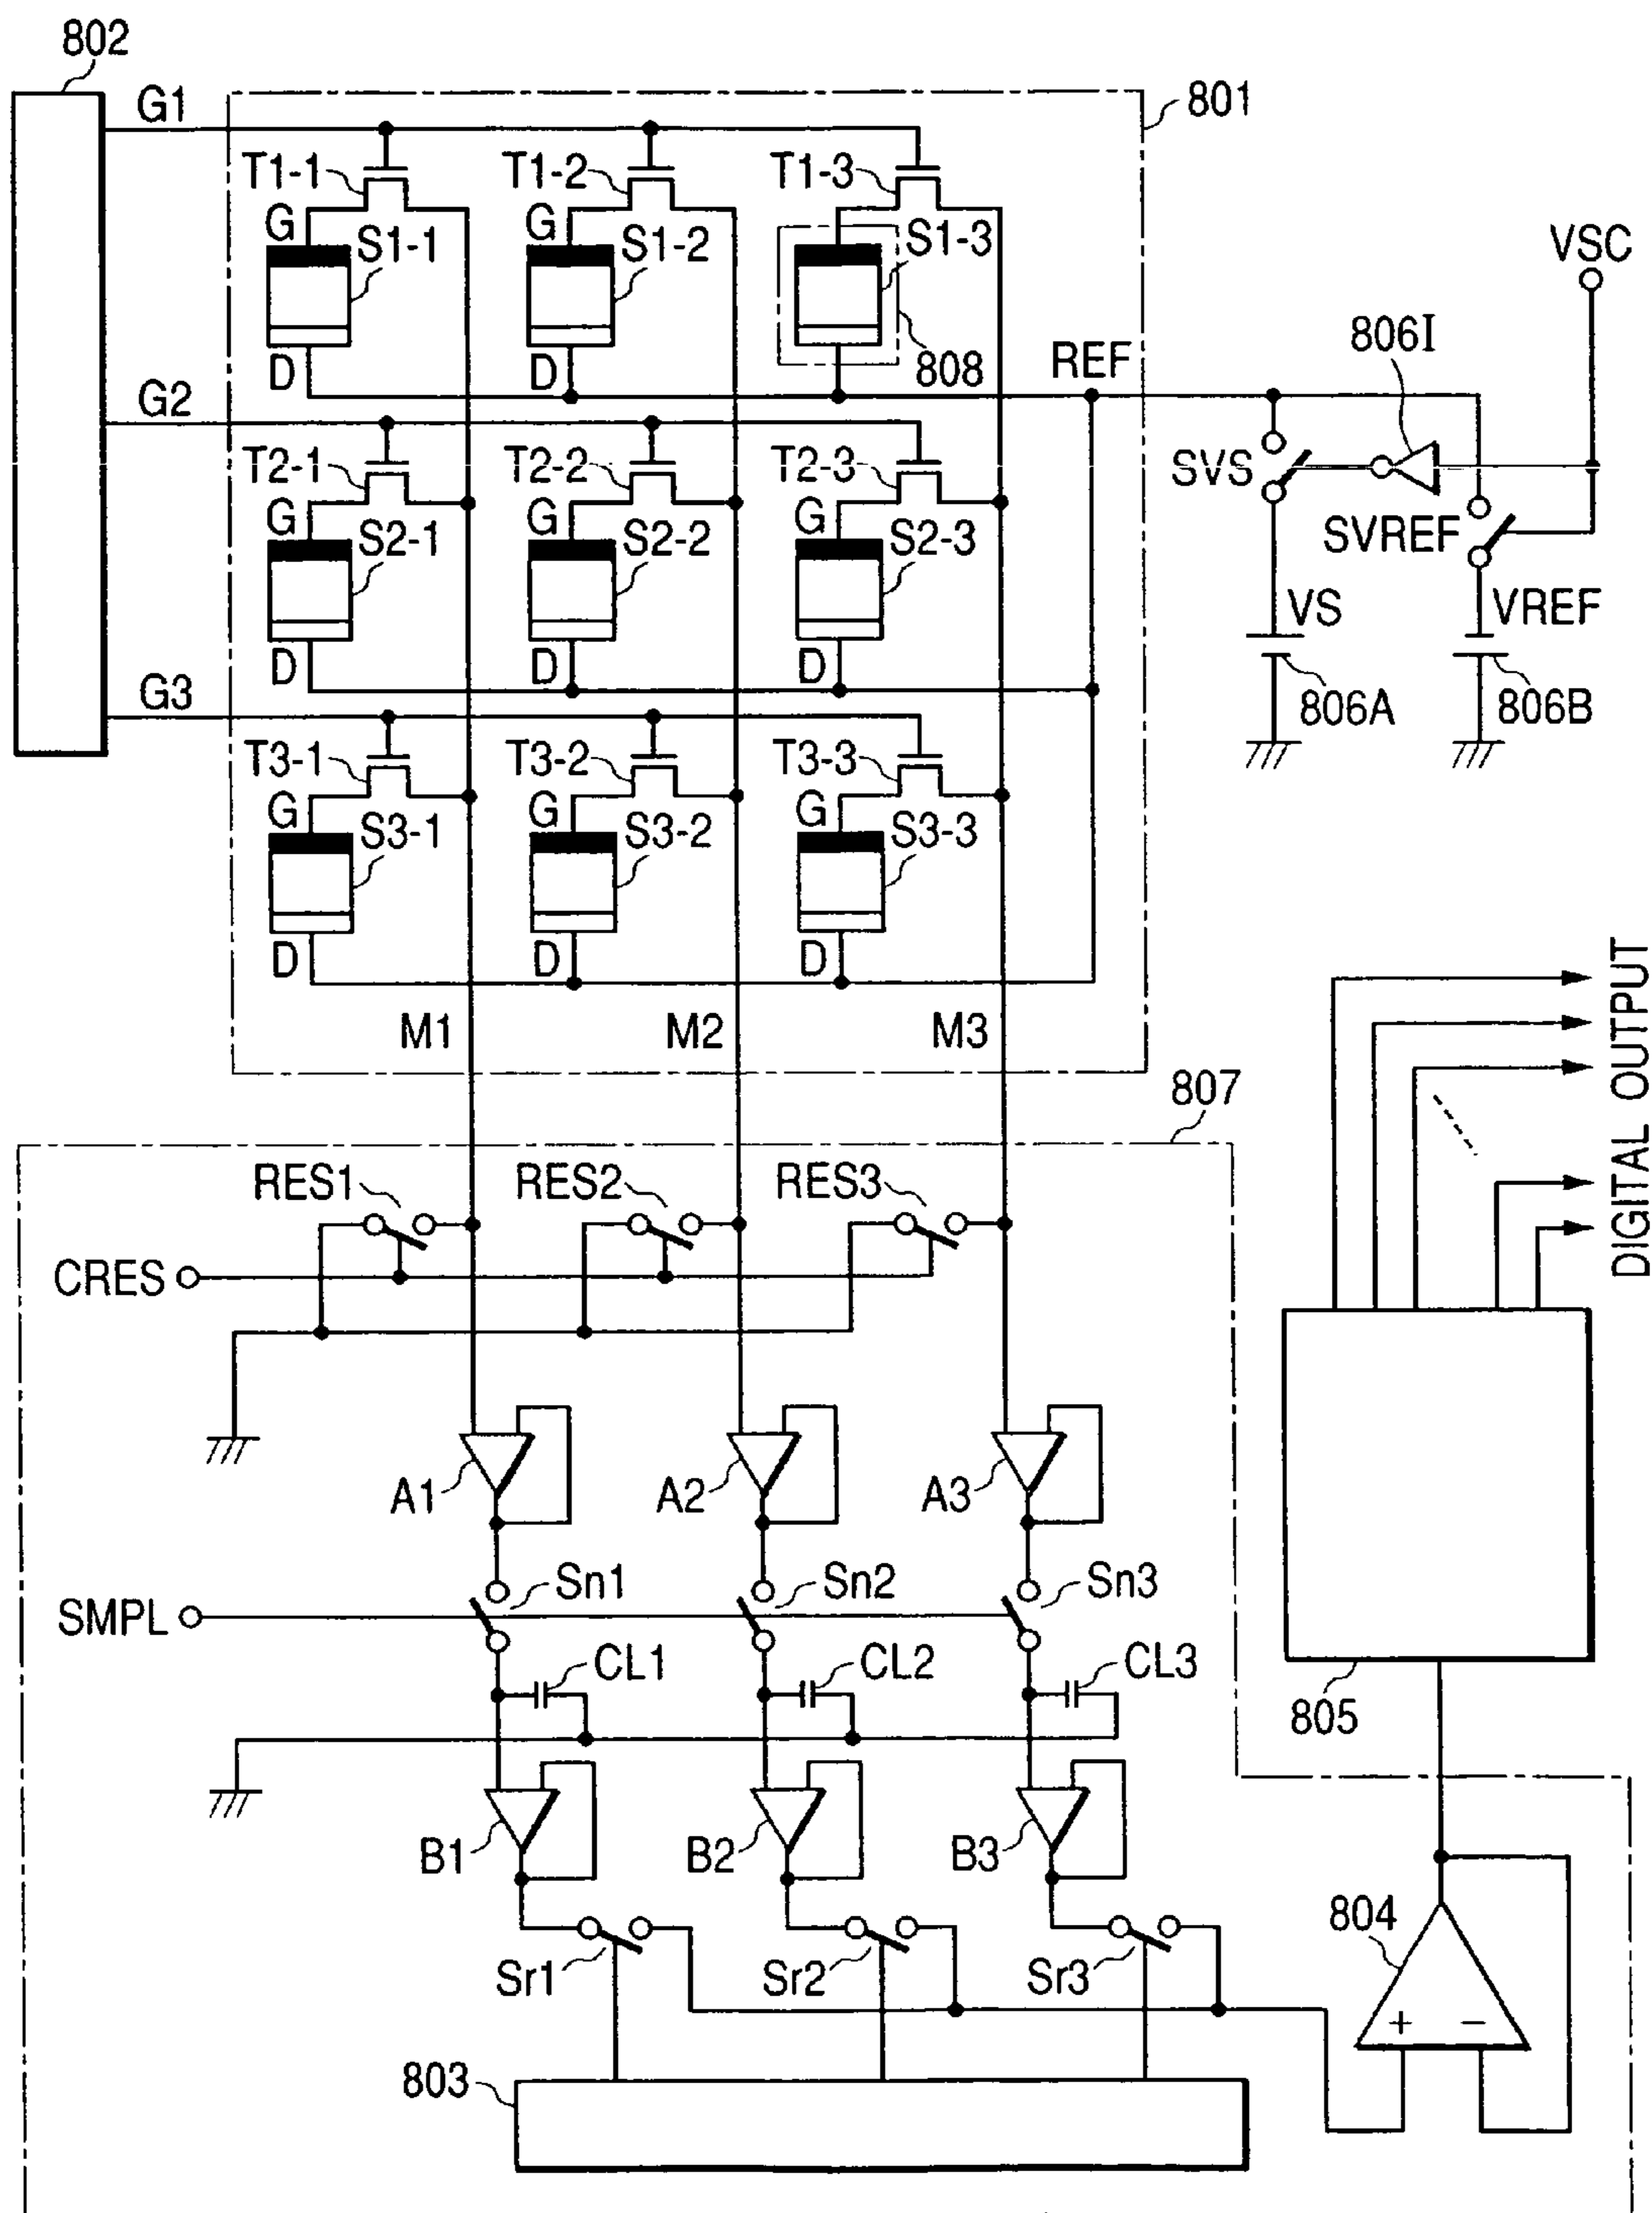 802
G1
801
T1-1
T1-2
T1-3
G
S1-1
G
S1-2
S1-3
VSC
806I
D
D
808
REF
G2
T2-1
T2-2
T2-3
SVS
G
S2-1
G
S2-2
G
S2-3
SVREF
VS
VREF
D
D
D
G3
806A
806B
T3-1
T3-2
T3-3
G
S3-1
G
S3-2
G
S3-3
D
D
D
M1
M2
M3
DIGITAL OUTPUT
807
RES1
RES2
RES3
CRES
A1
A2
A3
Sn1
Sn2
Sn3
SMPL
CL1
CL2
CL3
805
B1
B2
B3
804
Sr1
Sr2
Sr3
+
−
803